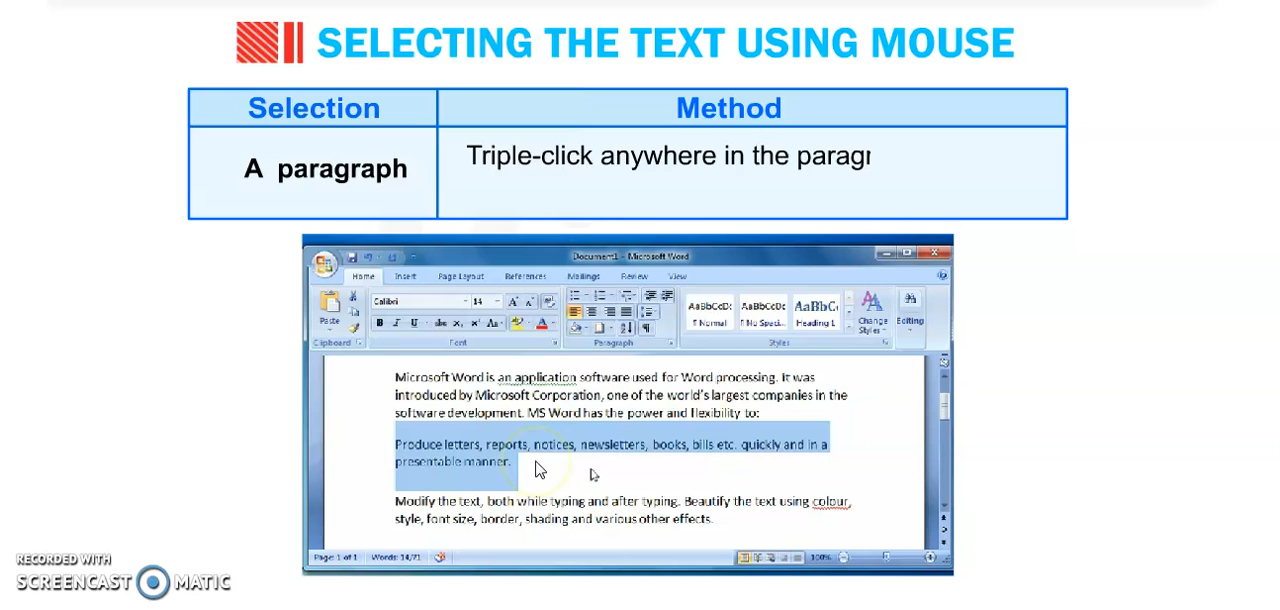 SELECTING THE TEXT USING MOUSE
Selection
Method
A paragraph
Triple-click anywhere in the paragr
Document1 - Microsoft Word
Home Insert Page Layout References Mailings Review View
Calibri 14
Paste
B I U abc X₂ X² Aa
AaBbCcDc AaBbCcDc AaBbC
¶ Normal ¶ No Spaci... Heading 1
Change Styles
Editing
Clipboard Font Paragraph Styles
Microsoft Word is an application software used for Word processing. It was
introduced by Microsoft Corporation, one of the world's largest companies in the
software development. MS Word has the power and flexibility to:
Produce letters, reports, notices, newsletters, books, bills etc. quickly and in a
presentable manner.
Modify the text, both while typing and after typing. Beautify the text using colour,
style, font size, border, shading and various other effects.
Page: 1 of 1 Words: 14/71 100%
RECORDED WITH
SCREENCAST MATIC